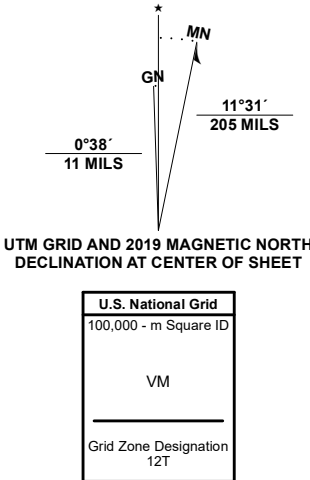 ★
MN
GN
11°31´
205 MILS
0°38´
11 MILS
UTM GRID AND 2019 MAGNETIC NORTH
DECLINATION AT CENTER OF SHEET
U.S. National Grid
100,000 - m Square ID
VM
Grid Zone Designation
12T